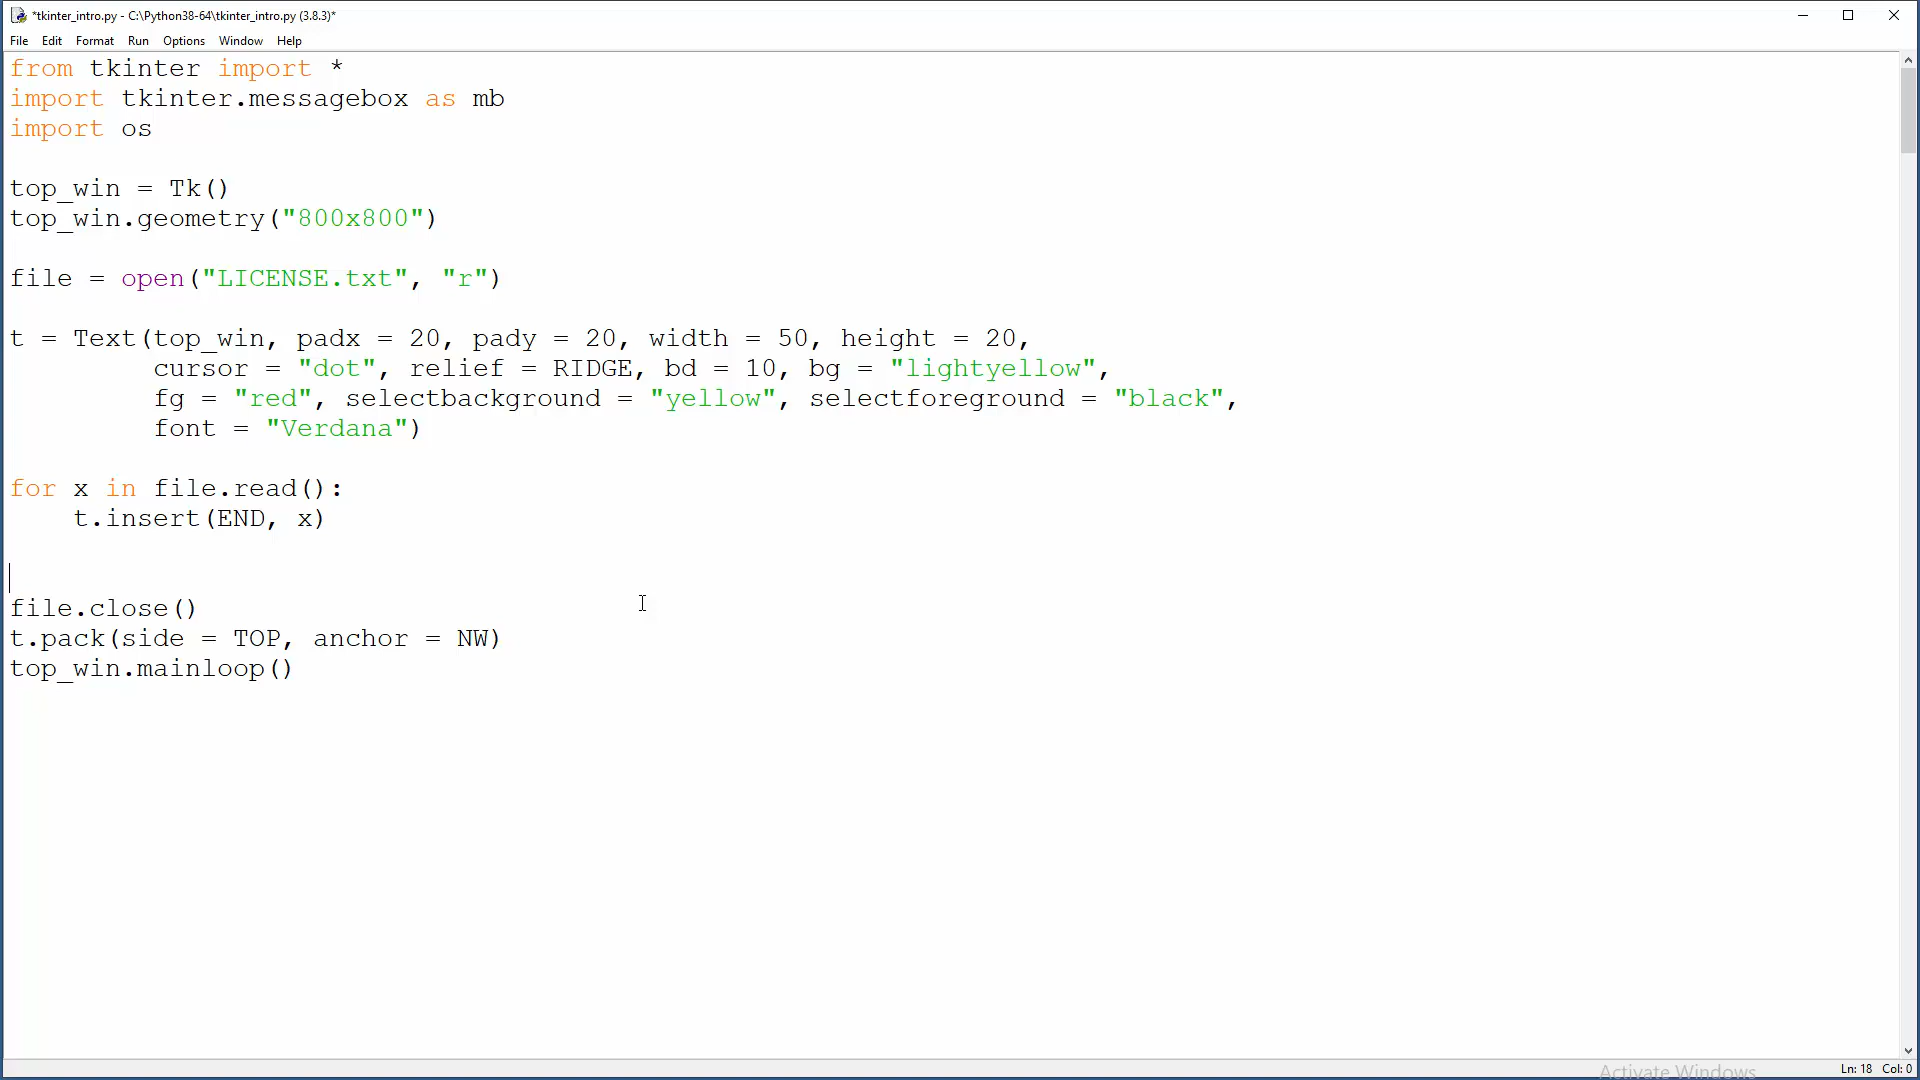 *tkinter_intro.py - C:\Python38-64\tkinter_intro.py (3.8.3)*
File Edit Format Run Options Window Help
from tkinter import *
import tkinter.messagebox as mb
import os
top_win = Tk()
top_win.geometry("800x800")
file = open("LICENSE.txt", "r")
t = Text(top_win, padx = 20, pady = 20, width = 50, height = 20,
cursor = "dot", relief = RIDGE, bd = 10, bg = "lightyellow",
fg = "red", selectbackground = "yellow", selectforeground = "black",
font = "Verdana")
for x in file.read():
t.insert(END, x)
file.close()
t.pack(side = TOP, anchor = NW)
top_win.mainloop()
Activate Windows
Ln: 18 Col: 0